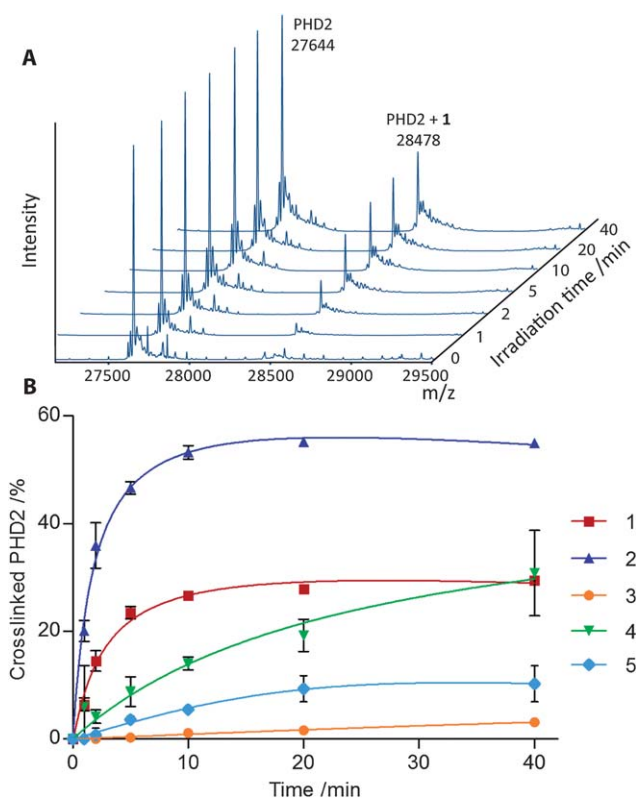 A
PHD2
27644
PHD2 + 1
28478
Intensity
40
20
10
5
2
1
0
Irradiation time /min
27500 28000 28500 29000 29500
m/z
B
60
40
20
0
Crosslinked PHD2 /%
0 10 20 30 40
Time /min
1
2
3
4
5